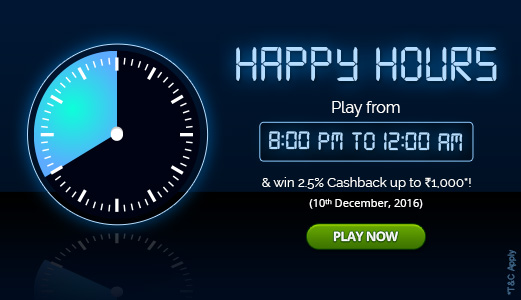 HAPPY HOURS
Play from
8:00 PM TO 12:00 AM
& win 2.5% Cashback up to ₹1,000*!
(10th December, 2016)
PLAY NOW
*T&C Apply